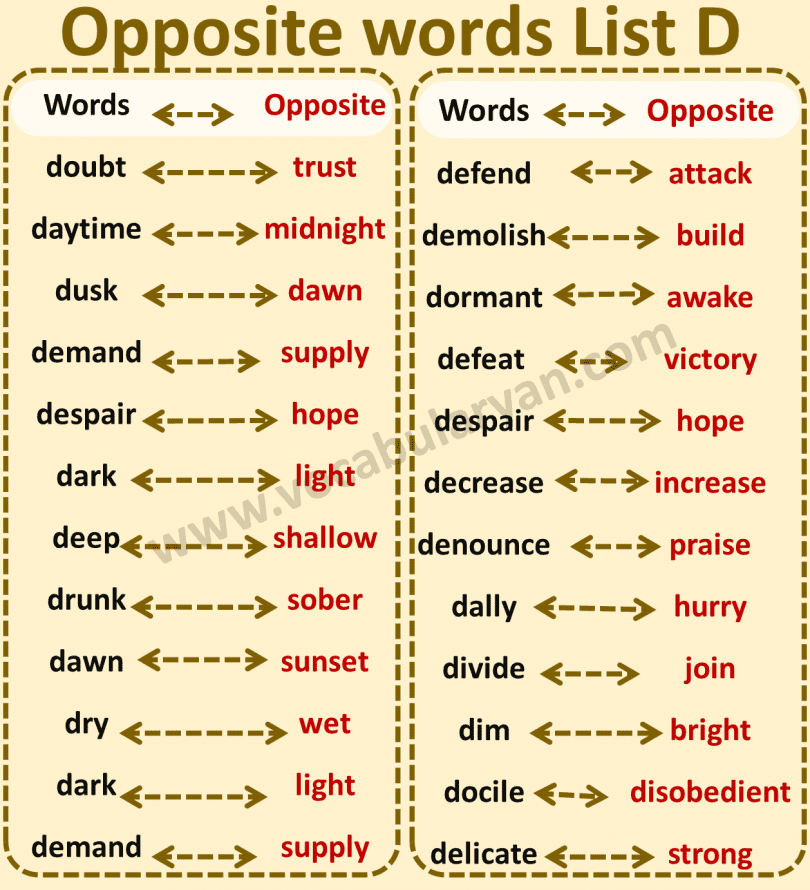 Opposite words List D
Words Opposite
doubt trust
daytime midnight
dusk dawn
demand supply
despair hope
dark light
deep shallow
drunk sober
dawn sunset
dry wet
dark light
demand supply
Words Opposite
defend attack
demolish build
dormant awake
defeat victory
despair hope
decrease increase
denounce praise
dally hurry
divide join
dim bright
docile disobedient
delicate strong
www.vocabularyan.com